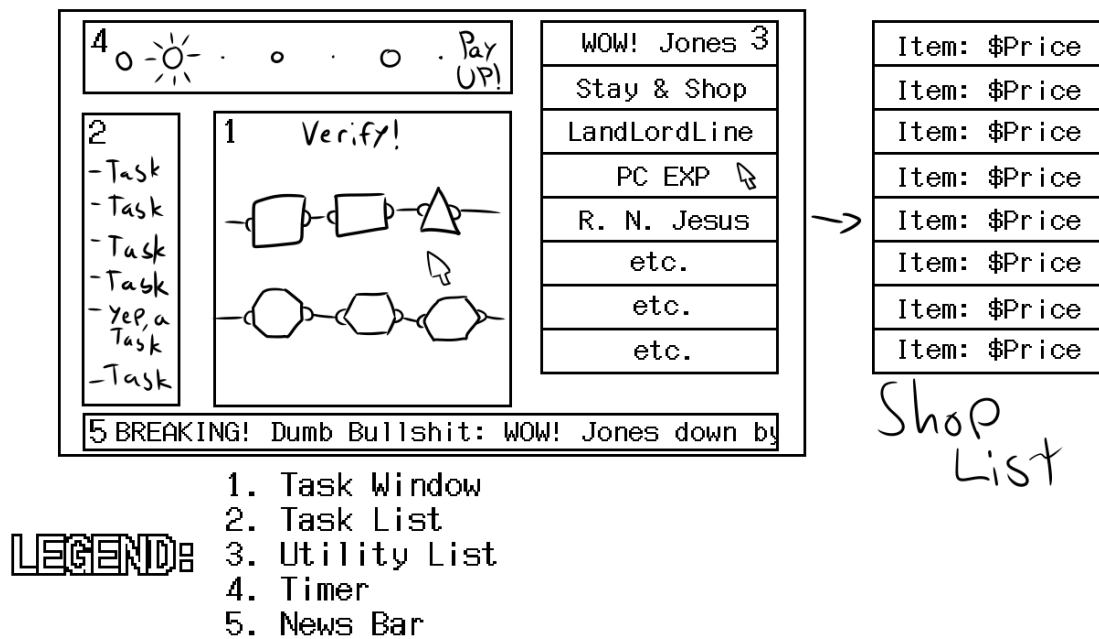 4
Pay
UP!
WOW! Jones 3
Stay & Shop
LandLordLine
PC EXP
R. N. Jesus
etc.
etc.
etc.
Item: $Price
Item: $Price
Item: $Price
Item: $Price
Item: $Price
Item: $Price
Item: $Price
Item: $Price
Shop
List
2
-Task
-Task
-Task
-Task
-Yep, a
Task
-Task
1 Verify!
5 BREAKING! Dumb Bullshit: WOW! Jones down by
LEGEND:
1. Task Window
2. Task List
3. Utility List
4. Timer
5. News Bar